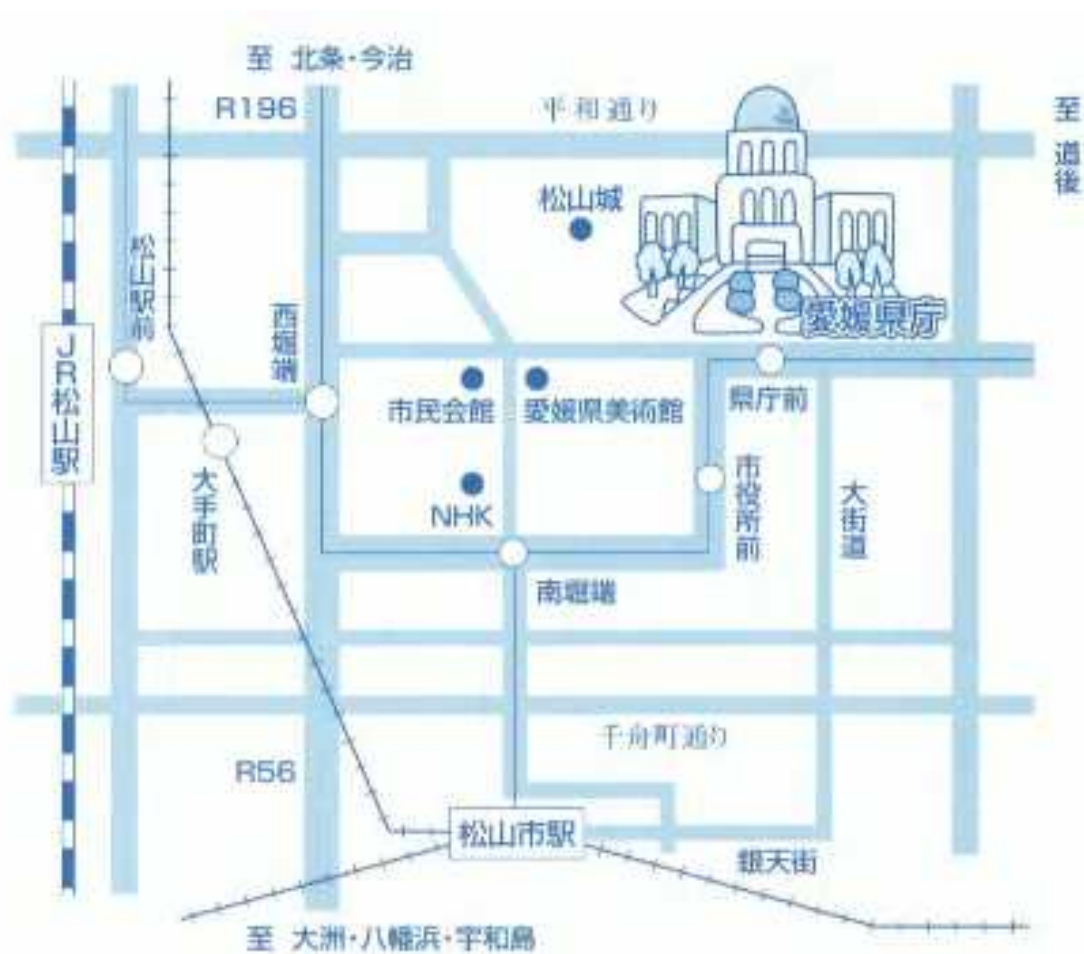 至 北条・今治
R196
平和通り
至 道後
松山城
松山駅前
愛媛県庁
西堀端
JR松山駅
市民会館
愛媛県美術館
県庁前
大手町駅
NHK
市役所前
大街道
南堀端
千舟町通り
R56
松山市駅
銀天街
至 大洲・八幡浜・宇和島